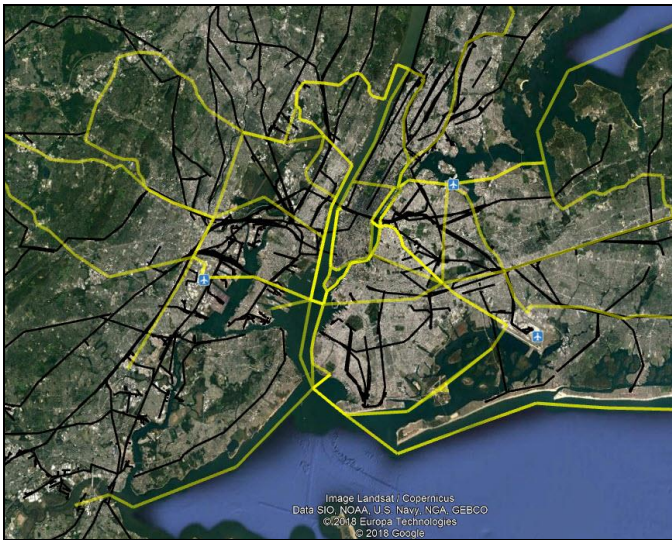 Image Landsat / Copernicus
Data SIO, NOAA, U.S. Navy, NGA, GEBCO
© 2018 Europa Technologies
© 2018 Google